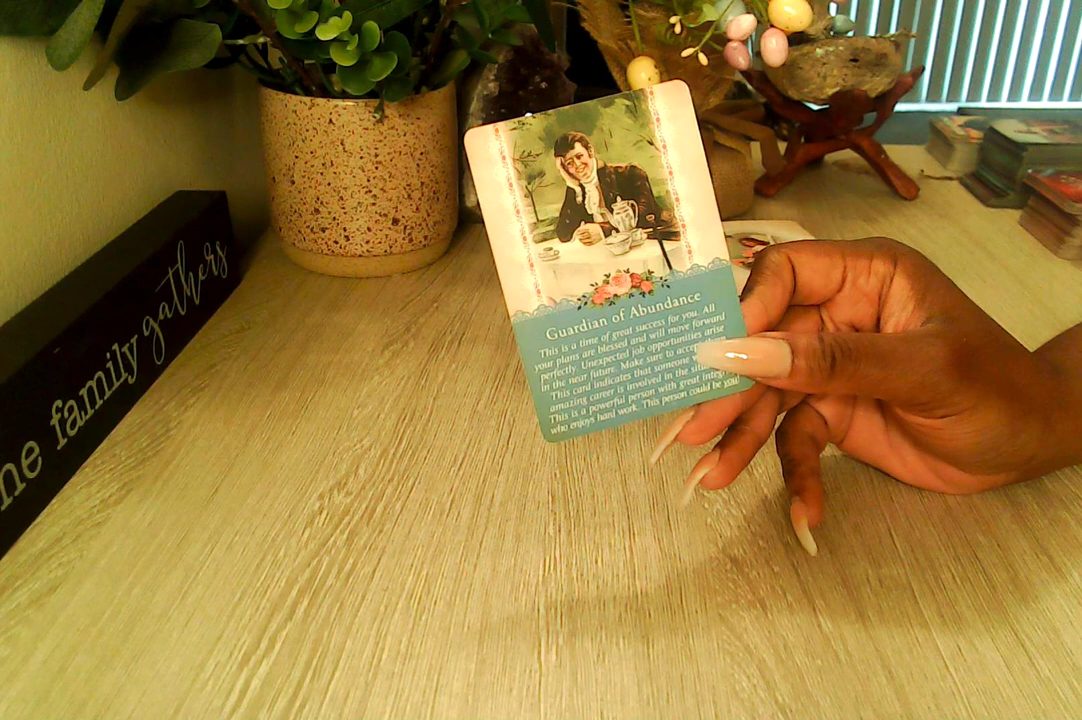 ne family gathers
Guardian of Abundance
This is a time of great success for you. All
your plans are blessed and will move forward
perfectly. Unexpected job opportunities arise
in the near future. Make sure to accept
This card indicates that someone
amazing career is involved in the
This is a powerful person with great
who enjoys hard work. This person could be you!